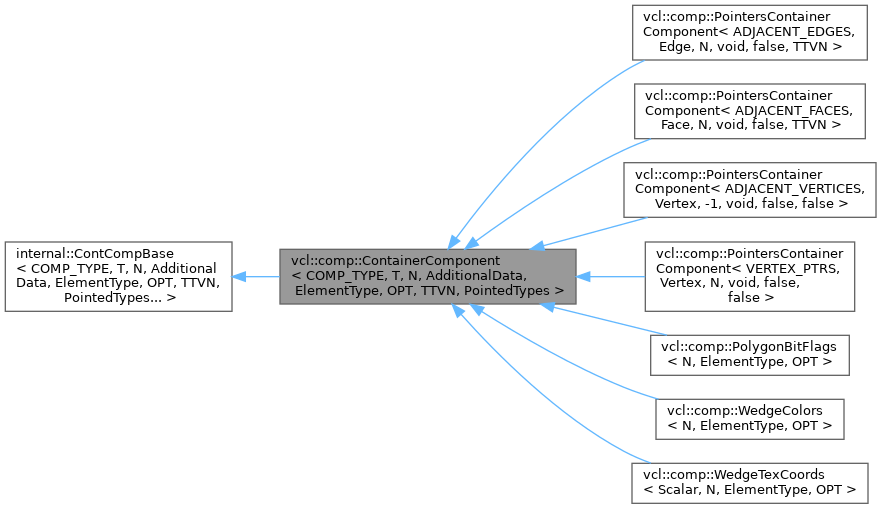 vcl::comp::PointersContainer
Component< ADJACENT_EDGES,
Edge, N, void, false, TTVN >
vcl::comp::PointersContainer
Component< ADJACENT_FACES,
Face, N, void, false, TTVN >
vcl::comp::PointersContainer
Component< ADJACENT_VERTICES,
Vertex, -1, void, false, false >
internal::ContCompBase
< COMP_TYPE, T, N, Additional
Data, ElementType, OPT, TTVN,
PointedTypes... >
vcl::comp::ContainerComponent
< COMP_TYPE, T, N, AdditionalData,
ElementType, OPT, TTVN, PointedTypes >
vcl::comp::PointersContainer
Component< VERTEX_PTRS,
Vertex, N, void, false,
false >
vcl::comp::PolygonBitFlags
< N, ElementType, OPT >
vcl::comp::WedgeColors
< N, ElementType, OPT >
vcl::comp::WedgeTexCoords
< Scalar, N, ElementType, OPT >